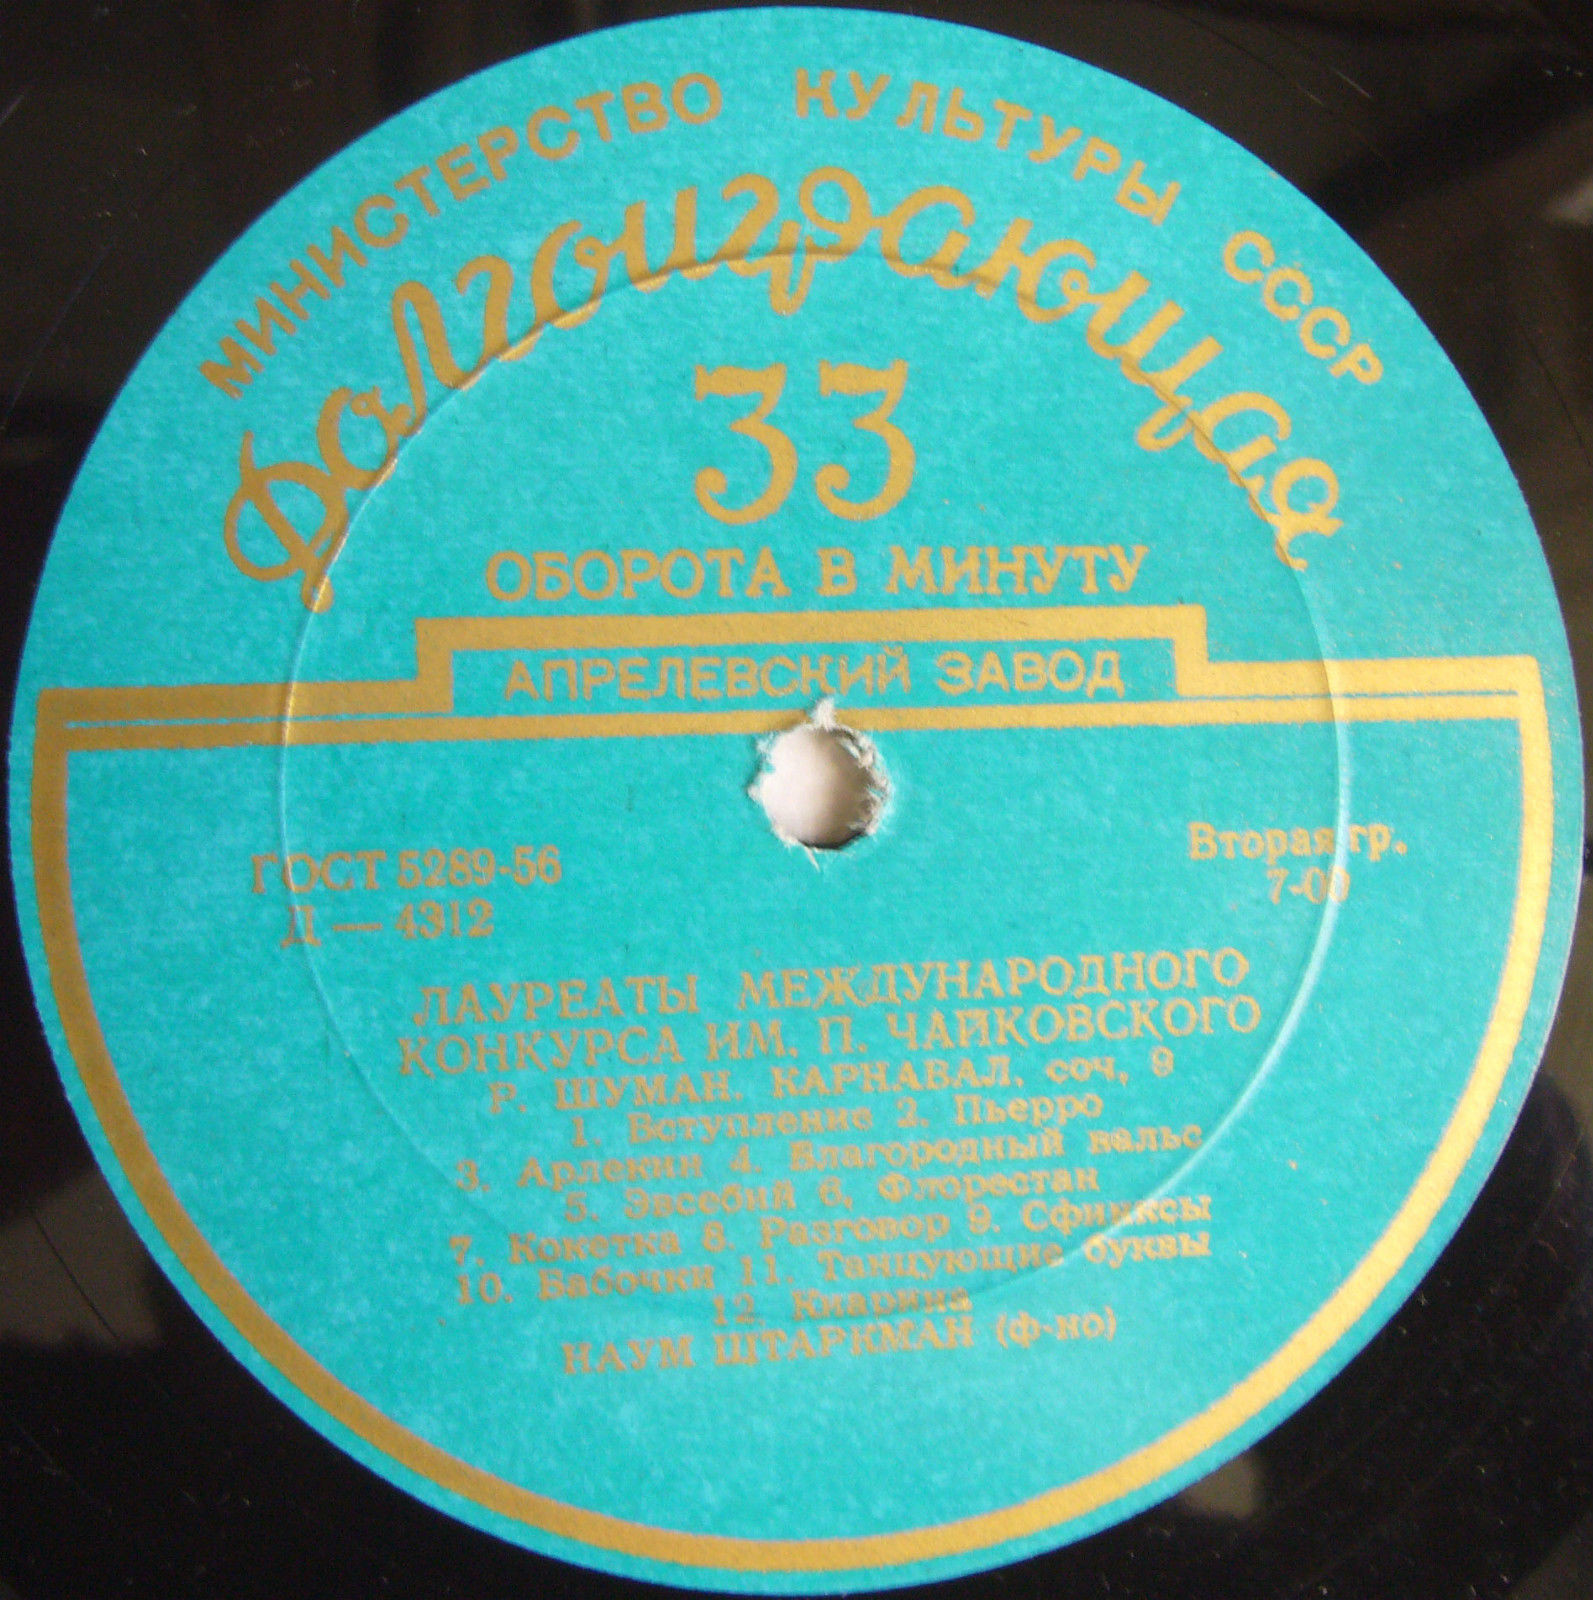 МИНИСТЕРСТВО КУЛЬТУРЫ СССР
Долгоиграющая
33
ОБОРОТА В МИНУТУ
АПРЕЛЕВСКИЙ ЗАВОД
ГОСТ 5289-56
Д — 4312
Вторая гр.
7-00
ЛАУРЕАТЫ МЕЖДУНАРОДНОГО
КОНКУРСА ИМ. П. ЧАЙКОВСКОГО
Р. ШУМАН. КАРНАВАЛ, соч. 9
1. Вступление 2. Пьерро
3. Арлекин 4. Благородный вальс
5. Эвсебий 6. Флорестан
7. Кокетка 8. Разговор 9. Сфинксы
10. Бабочки 11. Танцующие буквы
12. Киарина
НАУМ ШТАРКМАН (ф-но)